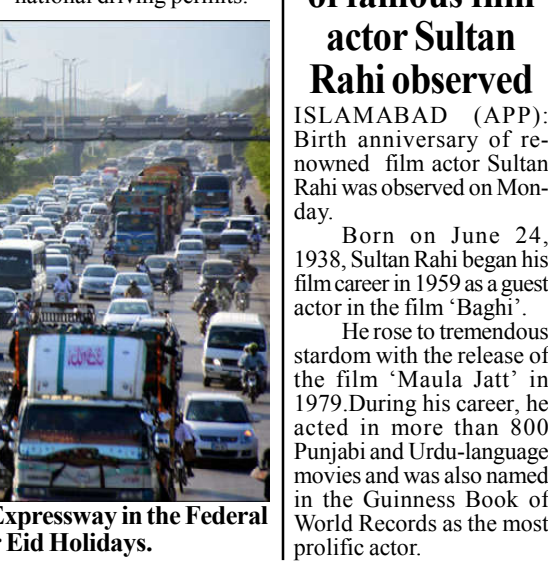 national driving permits.
Expressway in the Federal
r Eid Holidays.
of famous film
actor Sultan
Rahi observed
ISLAMABAD (APP):
Birth anniversary of re-
nowned film actor Sultan
Rahi was observed on Mon-
day.
Born on June 24,
1938, Sultan Rahi began his
film career in 1959 as a guest
actor in the film ‘Baghi’.
He rose to tremendous
stardom with the release of
the film ‘Maula Jatt’ in
1979.During his career, he
acted in more than 800
Punjabi and Urdu-language
movies and was also named
in the Guinness Book of
World Records as the most
prolific actor.